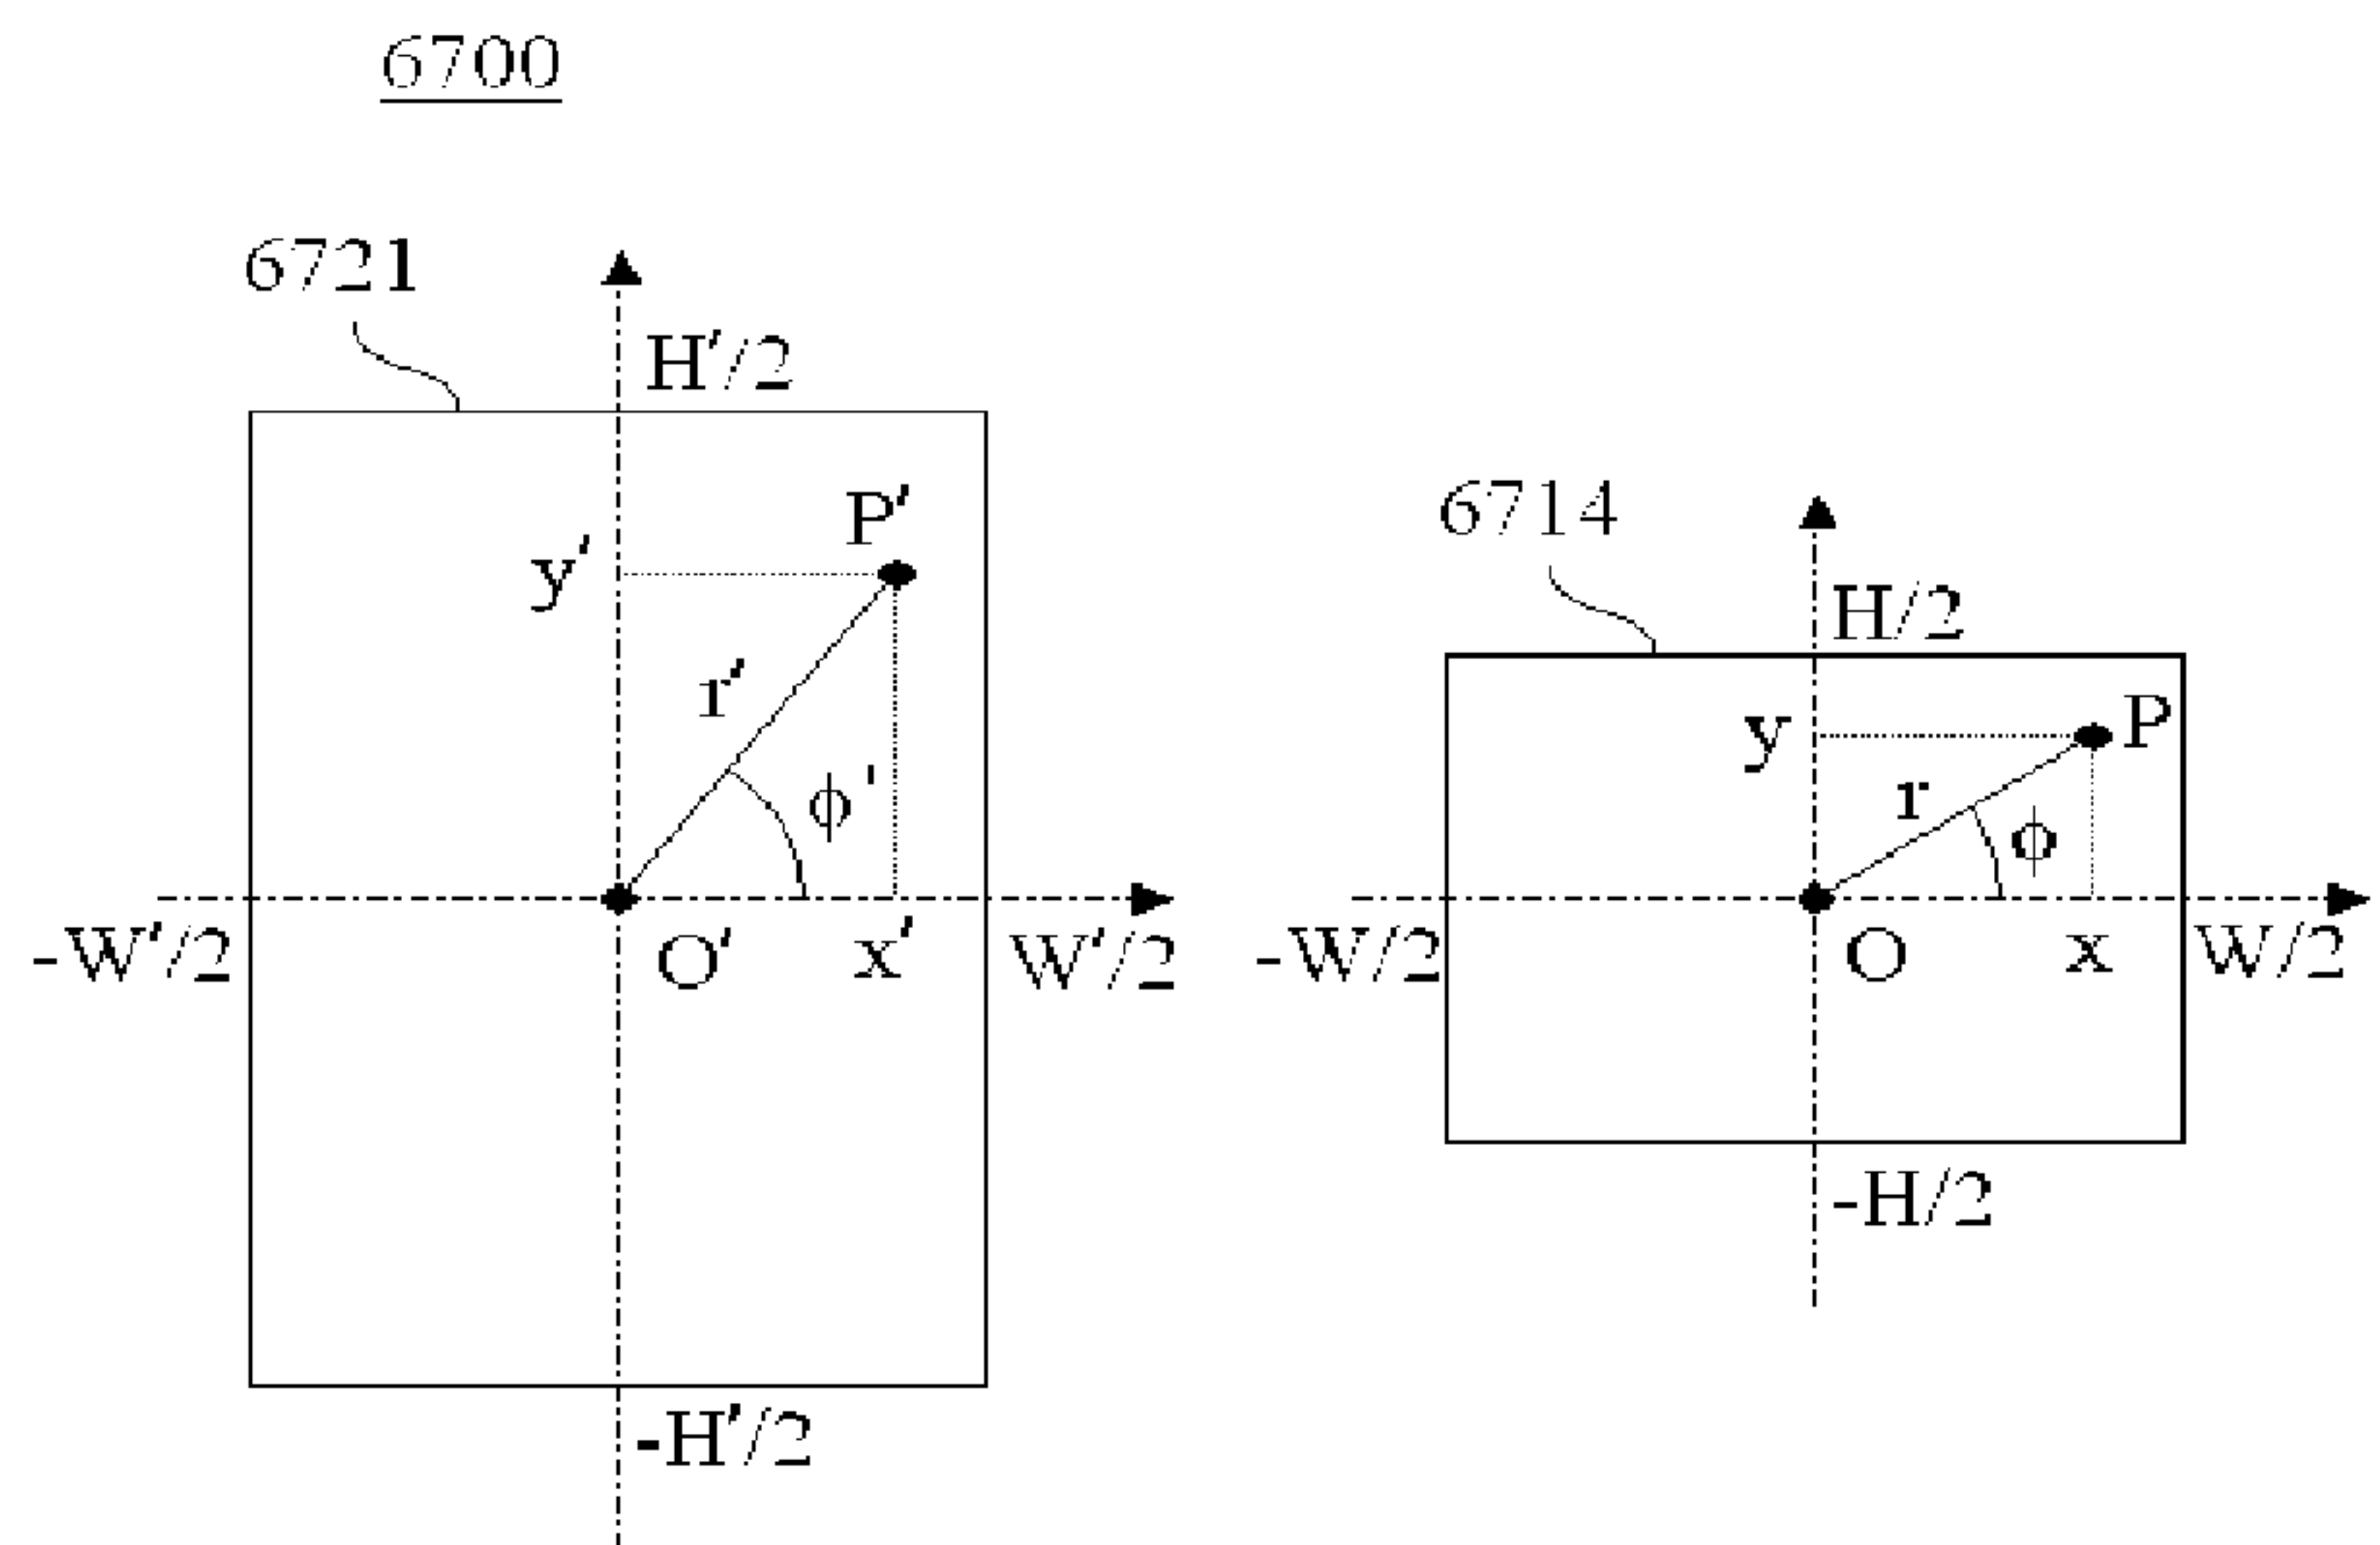 6700
6721
H'/2
P'
y'
r'
ϕ'
-W'/2
O'
x'
W'/2
-H'/2
6714
H/2
P
y
r
ϕ
-W/2
O
x
W/2
-H/2